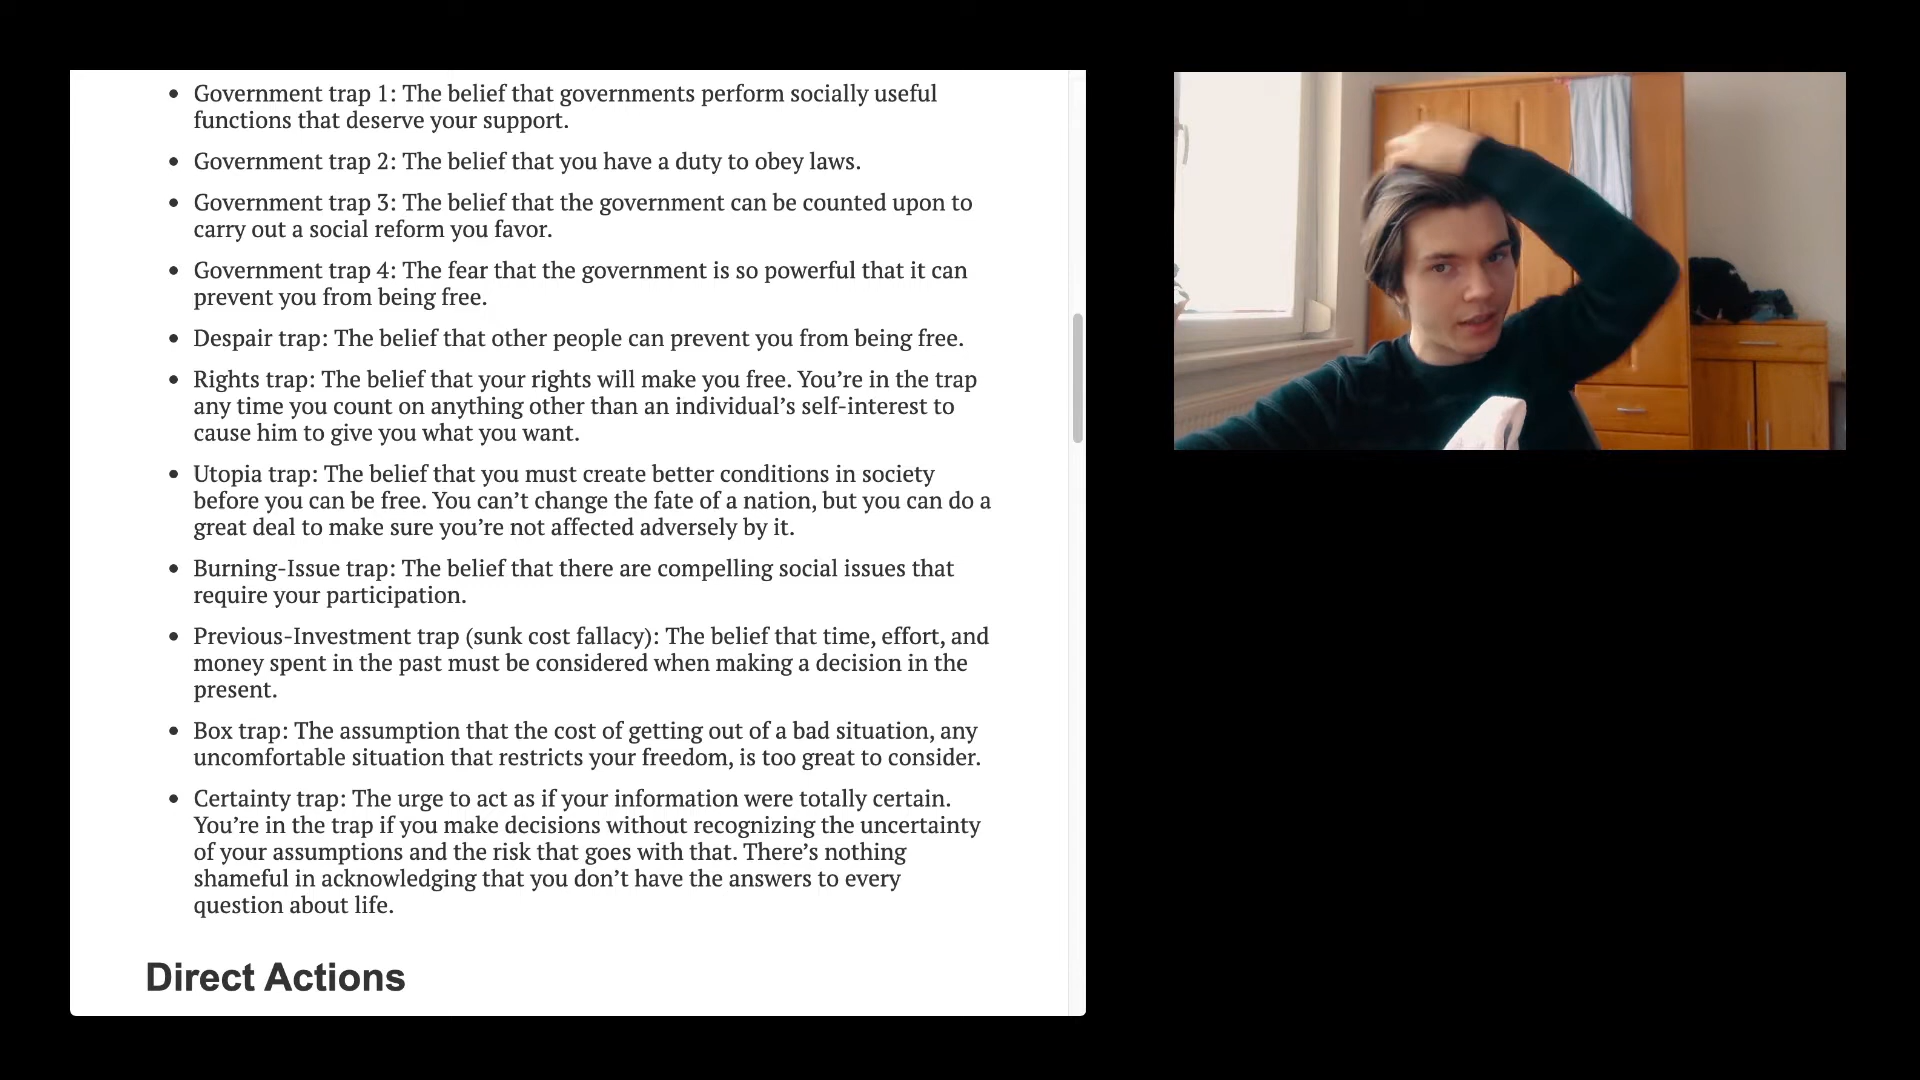 • Government trap 1: The belief that governments perform socially useful
functions that deserve your support.
• Government trap 2: The belief that you have a duty to obey laws.
• Government trap 3: The belief that the government can be counted upon to
carry out a social reform you favor.
• Government trap 4: The fear that the government is so powerful that it can
prevent you from being free.
• Despair trap: The belief that other people can prevent you from being free.
• Rights trap: The belief that your rights will make you free. You’re in the trap
any time you count on anything other than an individual’s self-interest to
cause him to give you what you want.
• Utopia trap: The belief that you must create better conditions in society
before you can be free. You can’t change the fate of a nation, but you can do a
great deal to make sure you’re not affected adversely by it.
• Burning-Issue trap: The belief that there are compelling social issues that
require your participation.
• Previous-Investment trap (sunk cost fallacy): The belief that time, effort, and
money spent in the past must be considered when making a decision in the
present.
• Box trap: The assumption that the cost of getting out of a bad situation, any
uncomfortable situation that restricts your freedom, is too great to consider.
• Certainty trap: The urge to act as if your information were totally certain.
You’re in the trap if you make decisions without recognizing the uncertainty
of your assumptions and the risk that goes with that. There’s nothing
shameful in acknowledging that you don’t have the answers to every
question about life.
Direct Actions